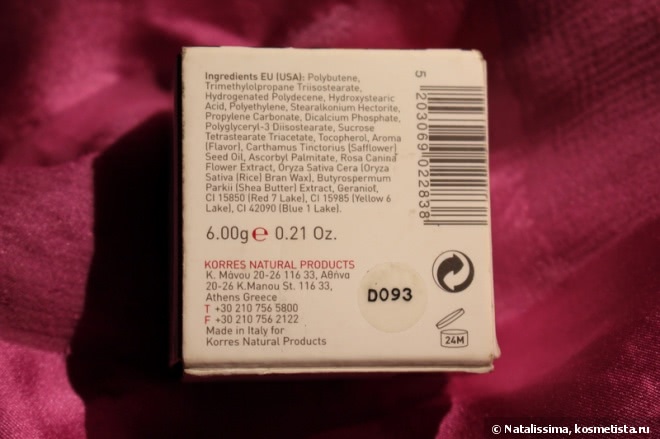 Ingredients EU (USA): Polybutene,
Trimethylolpropane Triisostearate,
Hydrogenated Polydecene, Hydroxystearic
Acid, Polyethylene, Stearalkonium Hectorite,
Propylene Carbonate, Dicalcium Phosphate,
Polyglyceryl-3 Diisostearate, Sucrose
Tetrastearate Triacetate, Tocopherol, Aroma
(Flavor), Carthamus Tinctorius (Safflower)
Seed Oil, Ascorbyl Palmitate, Rosa Canina
Flower Extract, Oryza Sativa Cera (Oryza
Sativa (Rice) Bran Wax), Butyrospermum
Parkii (Shea Butter) Extract, Geraniol,
CI 15850 (Red 7 Lake), CI 15985 (Yellow 6
Lake), CI 42090 (Blue 1 Lake).
6.00g e 0.21 Oz.
KORRES NATURAL PRODUCTS
Κ. Μάνου 20-26 116 33, Αθήνα
20-26 K.Manou St. 116 33,
Athens Greece
T +30 210 756 5800
F +30 210 756 2122
Made in Italy for
Korres Natural Products
5 203069 022838
D093
24M
© Natalissima, kosmetista.ru